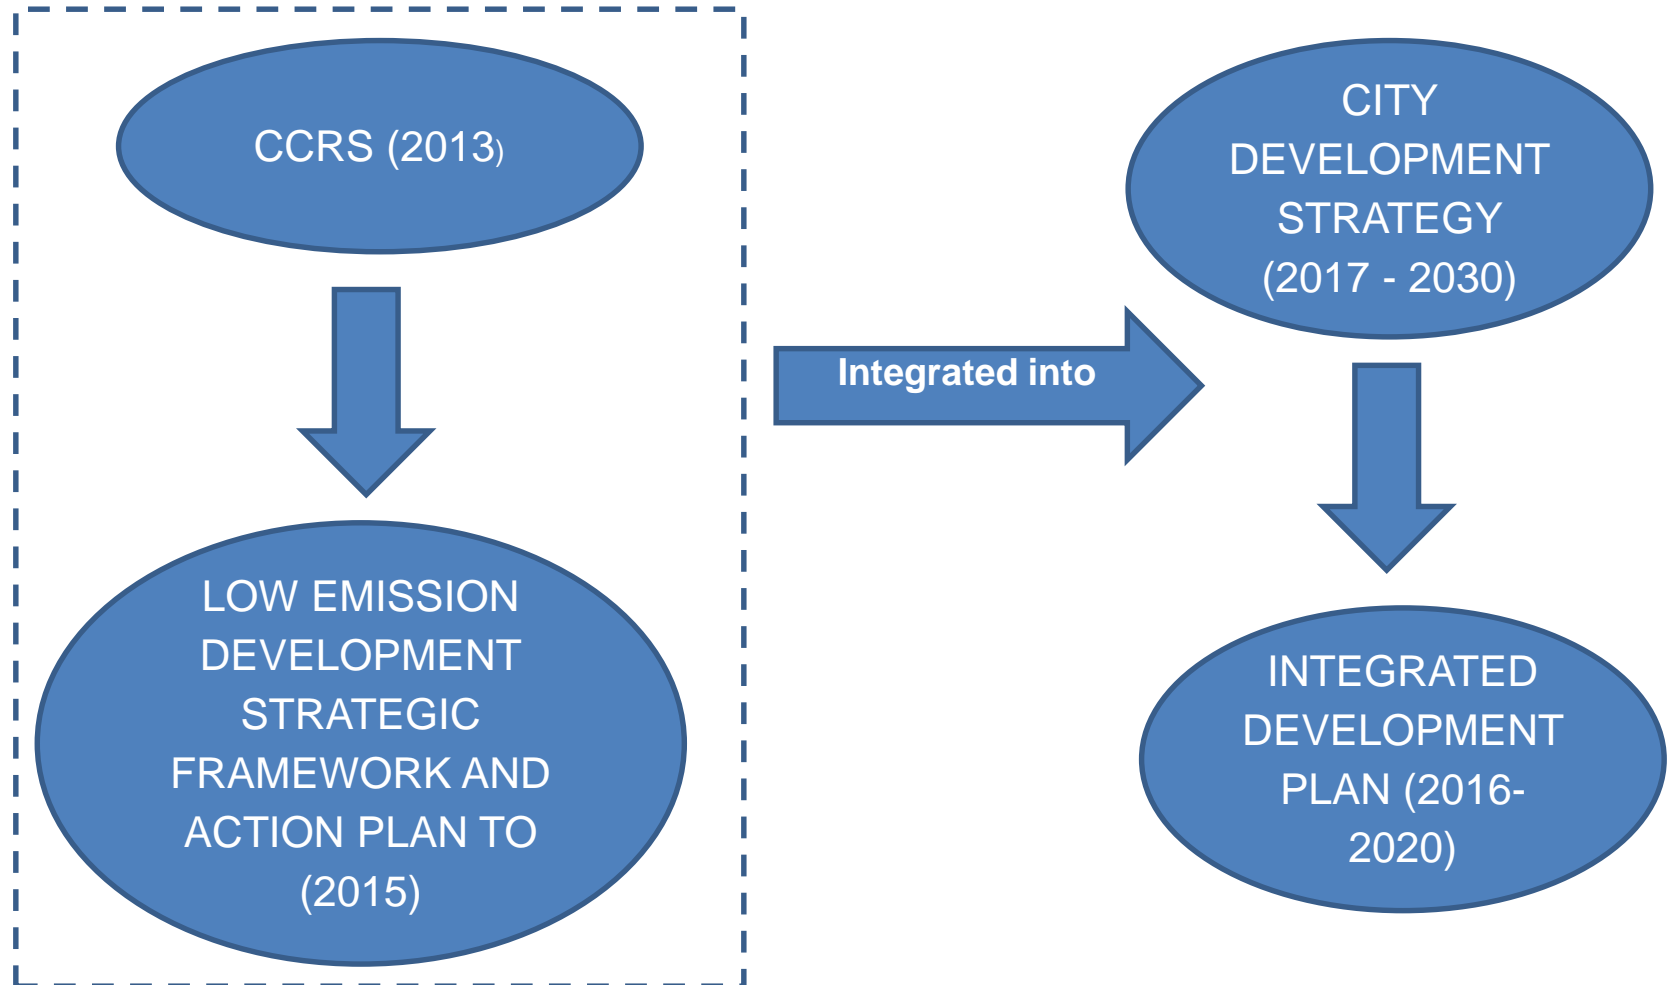 CCRS (2013)
LOW EMISSION
DEVELOPMENT
STRATEGIC
FRAMEWORK AND
ACTION PLAN TO
(2015)
Integrated into
CITY
DEVELOPMENT
STRATEGY
(2017 - 2030)
INTEGRATED
DEVELOPMENT
PLAN (2016-
2020)